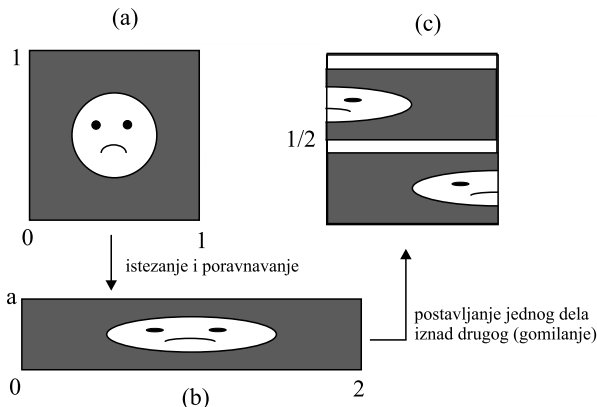 (a)
(c)
1
1/2
0
1
istezanje i poravnavanje
a
postavljanje jednog dela
iznad drugog (gomilanje)
0
(b)
2